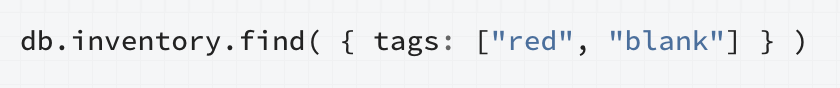 db.inventory.find( { tags: ["red", "blank"] } )